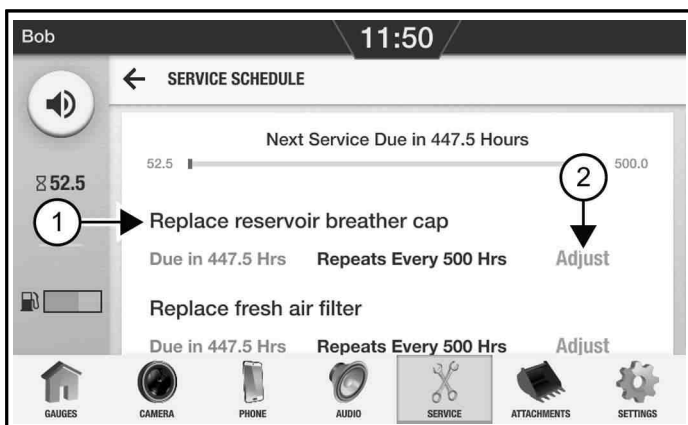 Bob 11:50
← SERVICE SCHEDULE
Next Service Due in 447.5 Hours
52.5 500.0
52.5
1 2
Replace reservoir breather cap
Due in 447.5 Hrs Repeats Every 500 Hrs Adjust
Replace fresh air filter
Due in 447.5 Hrs Repeats Every 500 Hrs Adjust
GAUGES CAMERA PHONE AUDIO SERVICE ATTACHMENTS SETTINGS